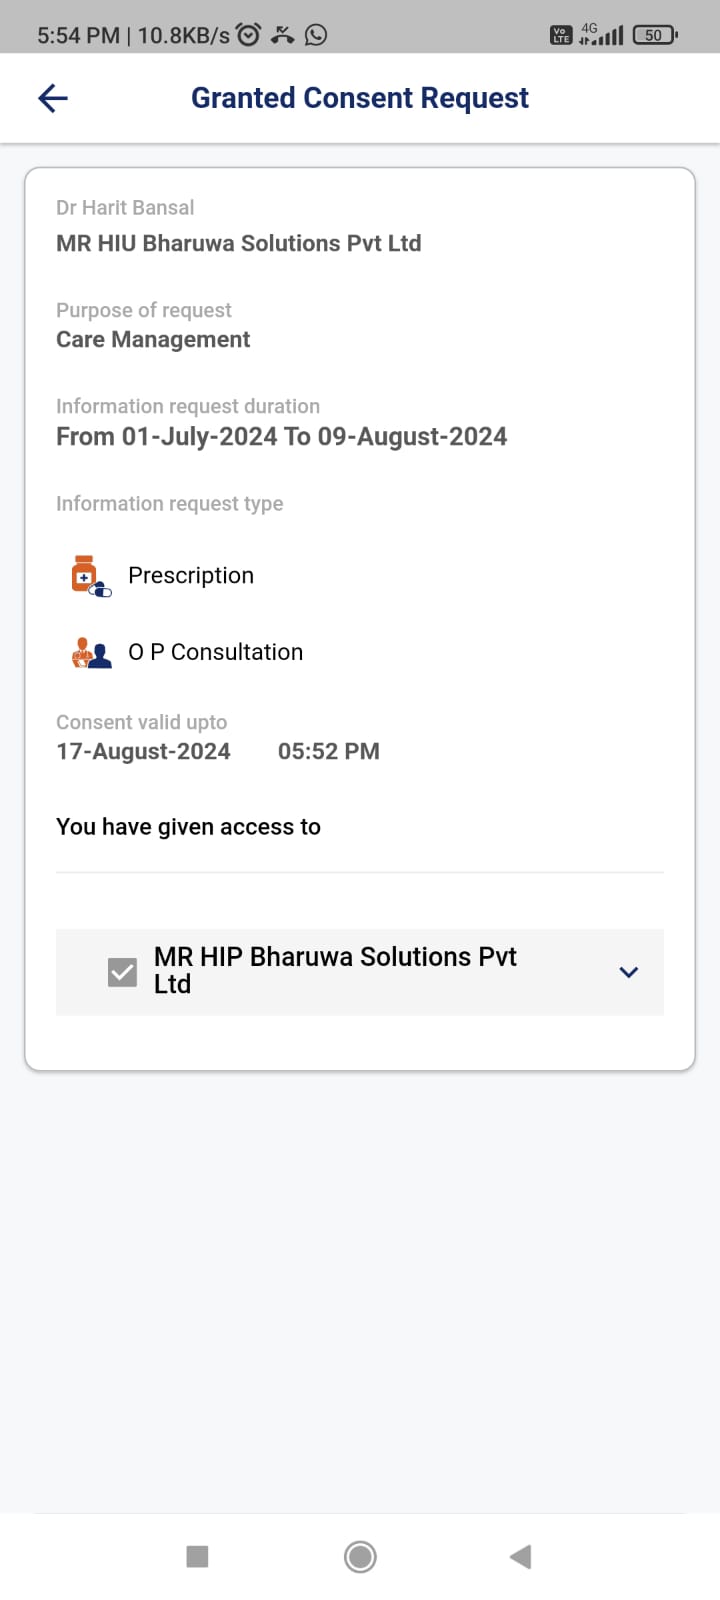 5:54 PM | 10.8KB/s Vo LTE 4G 50
Granted Consent Request
Dr Harit Bansal
MR HIU Bharuwa Solutions Pvt Ltd
Purpose of request
Care Management
Information request duration
From 01-July-2024 To 09-August-2024
Information request type
Prescription
O P Consultation
Consent valid upto
17-August-2024 05:52 PM
You have given access to
MR HIP Bharuwa Solutions Pvt
Ltd